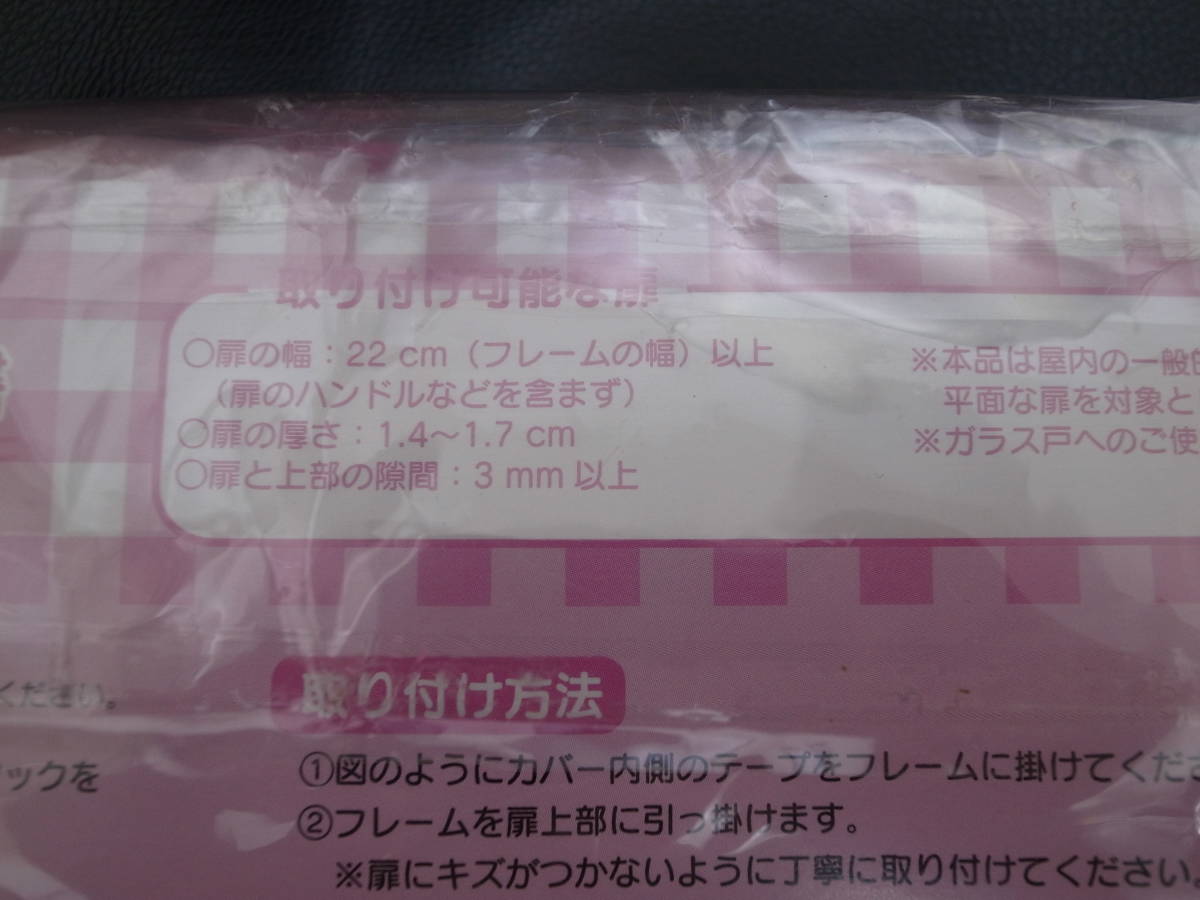 取り付け可能な扉
○扉の幅：22 cm（フレームの幅）以上
（扉のハンドルなどを含まず）
○扉の厚さ：1.4～1.7 cm
○扉と上部の隙間：3 mm 以上
※本品は屋内の一般的
平面な扉を対象と
※ガラス戸へのご使
ください。
ックを
取り付け方法
①図のようにカバー内側のテープをフレームに掛けてくださ
②フレームを扉上部に引っ掛けます。
※扉にキズがつかないように丁寧に取り付けてください。